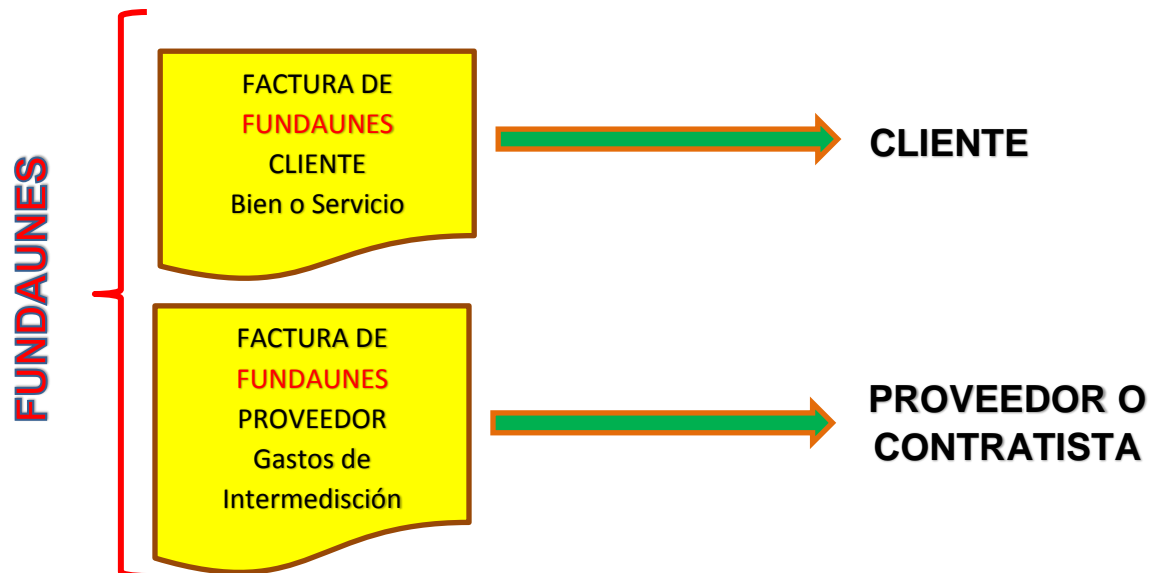 FUNDAUNES
FACTURA DE
FUNDAUNES
CLIENTE
Bien o Servicio
CLIENTE
FACTURA DE
FUNDAUNES
PROVEEDOR
Gastos de
Intermedisción
PROVEEDOR O
CONTRATISTA